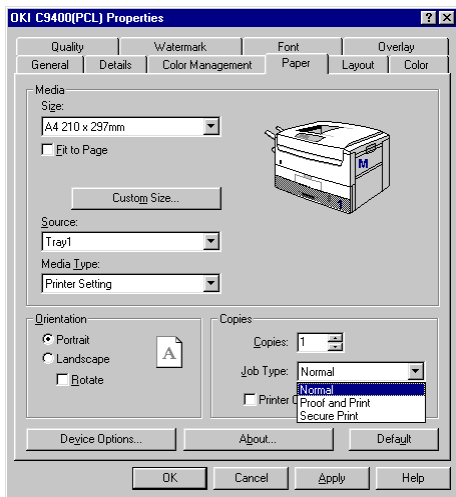 OKI C9400(PCL) Properties
Quality Watermark Font Overlay
General Details Color Management Paper Layout Color
Media
Size:
A4 210 x 297mm
Fit to Page
Custom Size...
Source:
Tray1
Media Type:
Printer Setting
M
1
Orientation
Portrait
Landscape
Rotate
A
Copies
Copies: 1
Job Type: Normal
Normal
Proof and Print
Secure Print
Printer
Device Options... About... Default
OK Cancel Apply Help